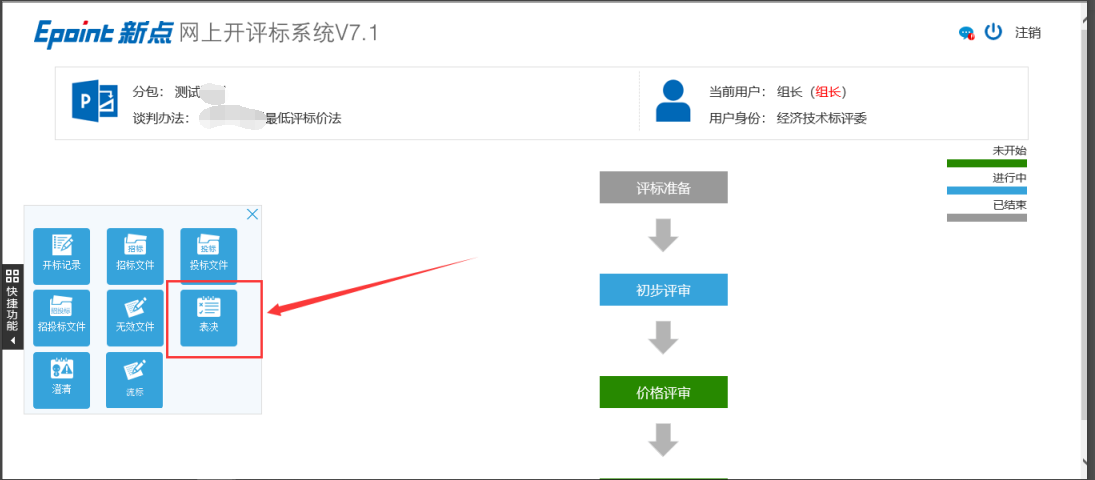 Epoint 新点 网上开评标系统V7.1
注销
分包： 测试
谈判办法： 最低评标价法
当前用户： 组长（组长）
用户身份： 经济技术标评委
未开始
进行中
已结束
评标准备
初步评审
价格评审
快捷功能
开标记录
招标
招标文件
投标
投标文件
招投标
招投标文件
无效文件
表决
澄清
流标